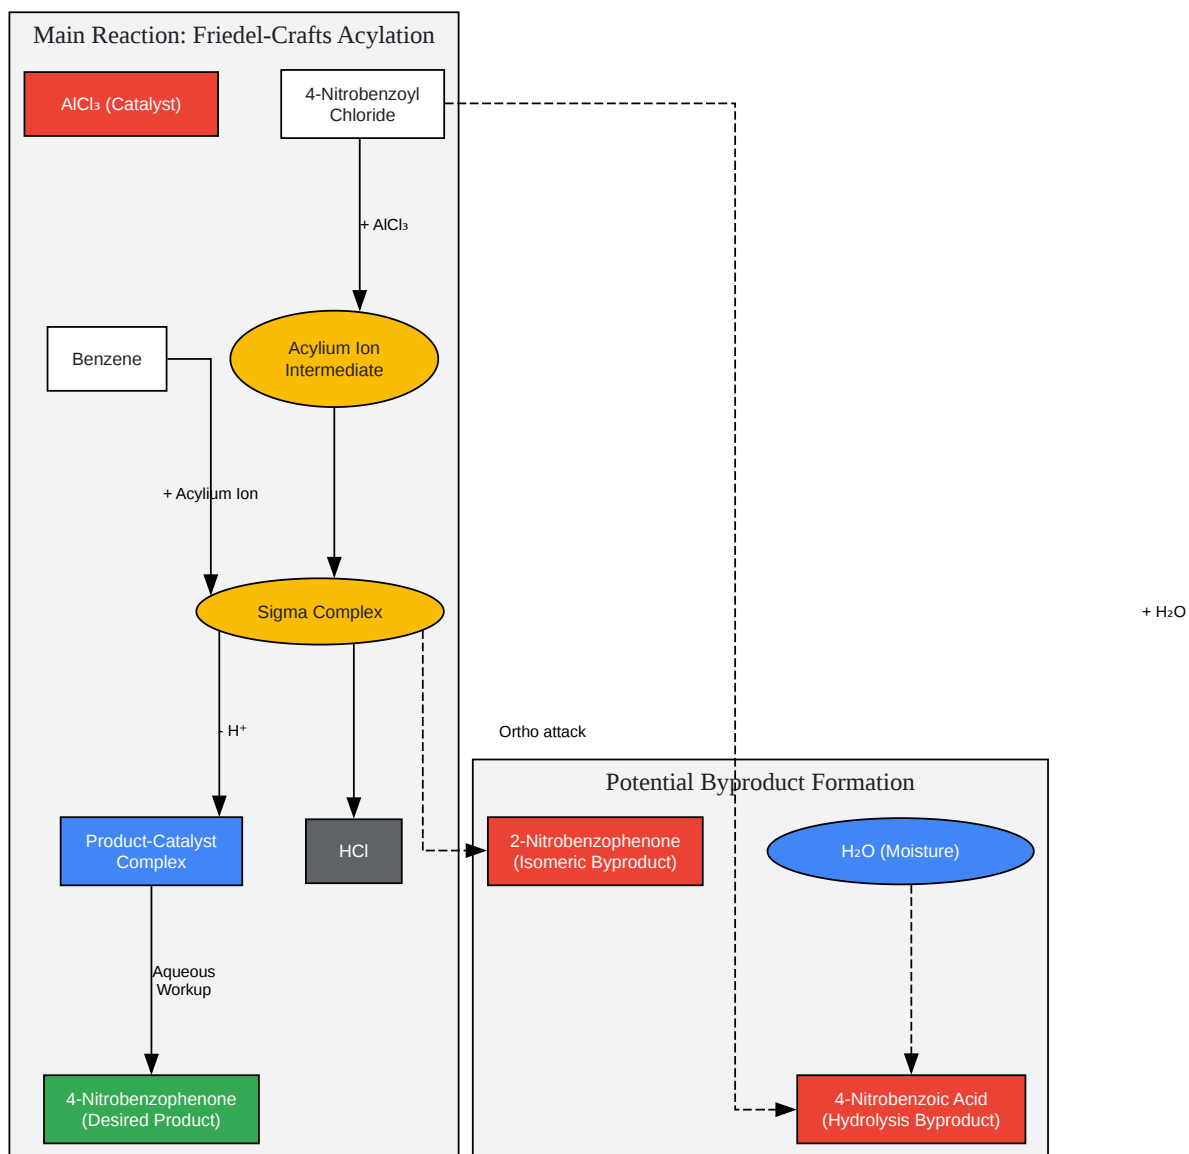 Main Reaction: Friedel-Crafts Acylation
AlCl₃ (Catalyst)
4-Nitrobenzoyl
Chloride
+ AlCl₃
Benzene
Acylium Ion
Intermediate
+ Acylium Ion
Sigma Complex
+ H₂O
- H⁺
Ortho attack
Potential Byproduct Formation
Product-Catalyst
Complex
HCl
2-Nitrobenzophenone
(Isomeric Byproduct)
H₂O (Moisture)
Aqueous
Workup
4-Nitrobenzophenone
(Desired Product)
4-Nitrobenzoic Acid
(Hydrolysis Byproduct)